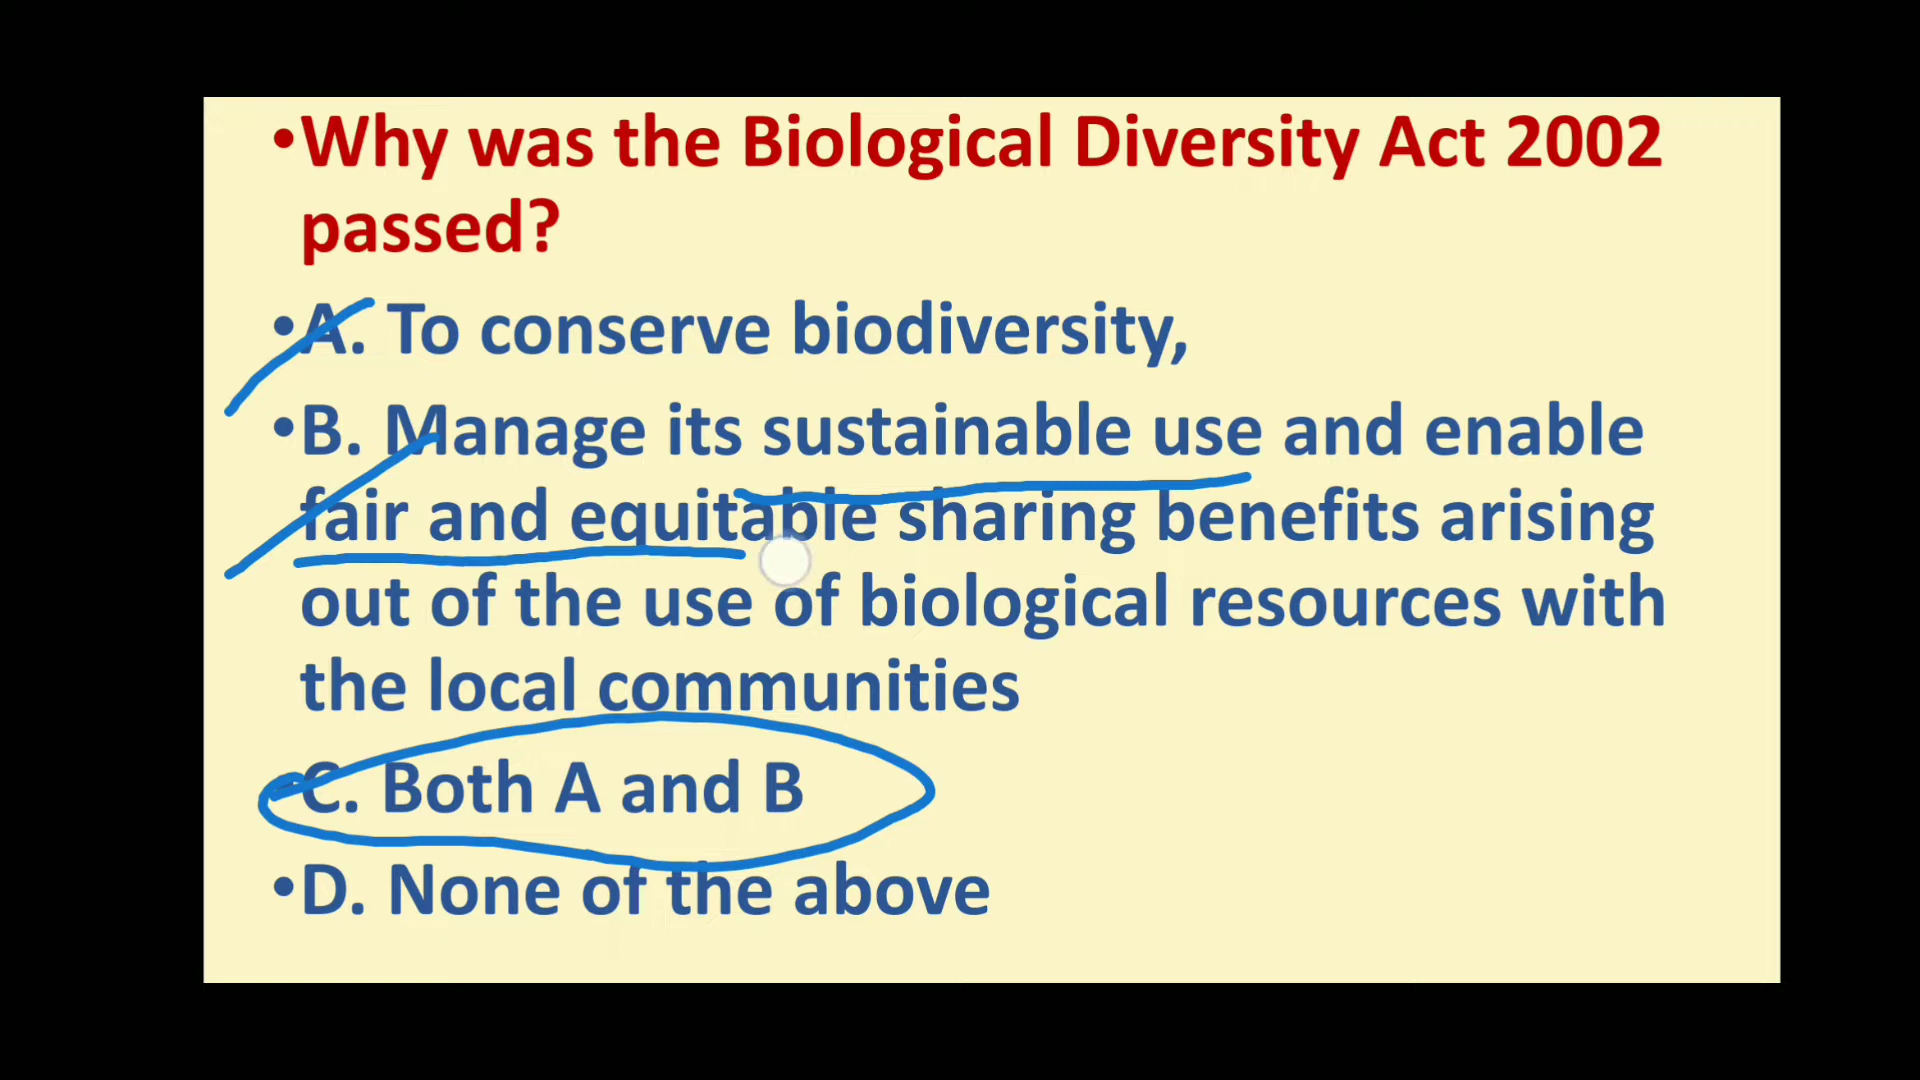 •Why was the Biological Diversity Act 2002
passed?
•A. To conserve biodiversity,
•B. Manage its sustainable use and enable
fair and equitable sharing benefits arising
out of the use of biological resources with
the local communities
•C. Both A and B
•D. None of the above